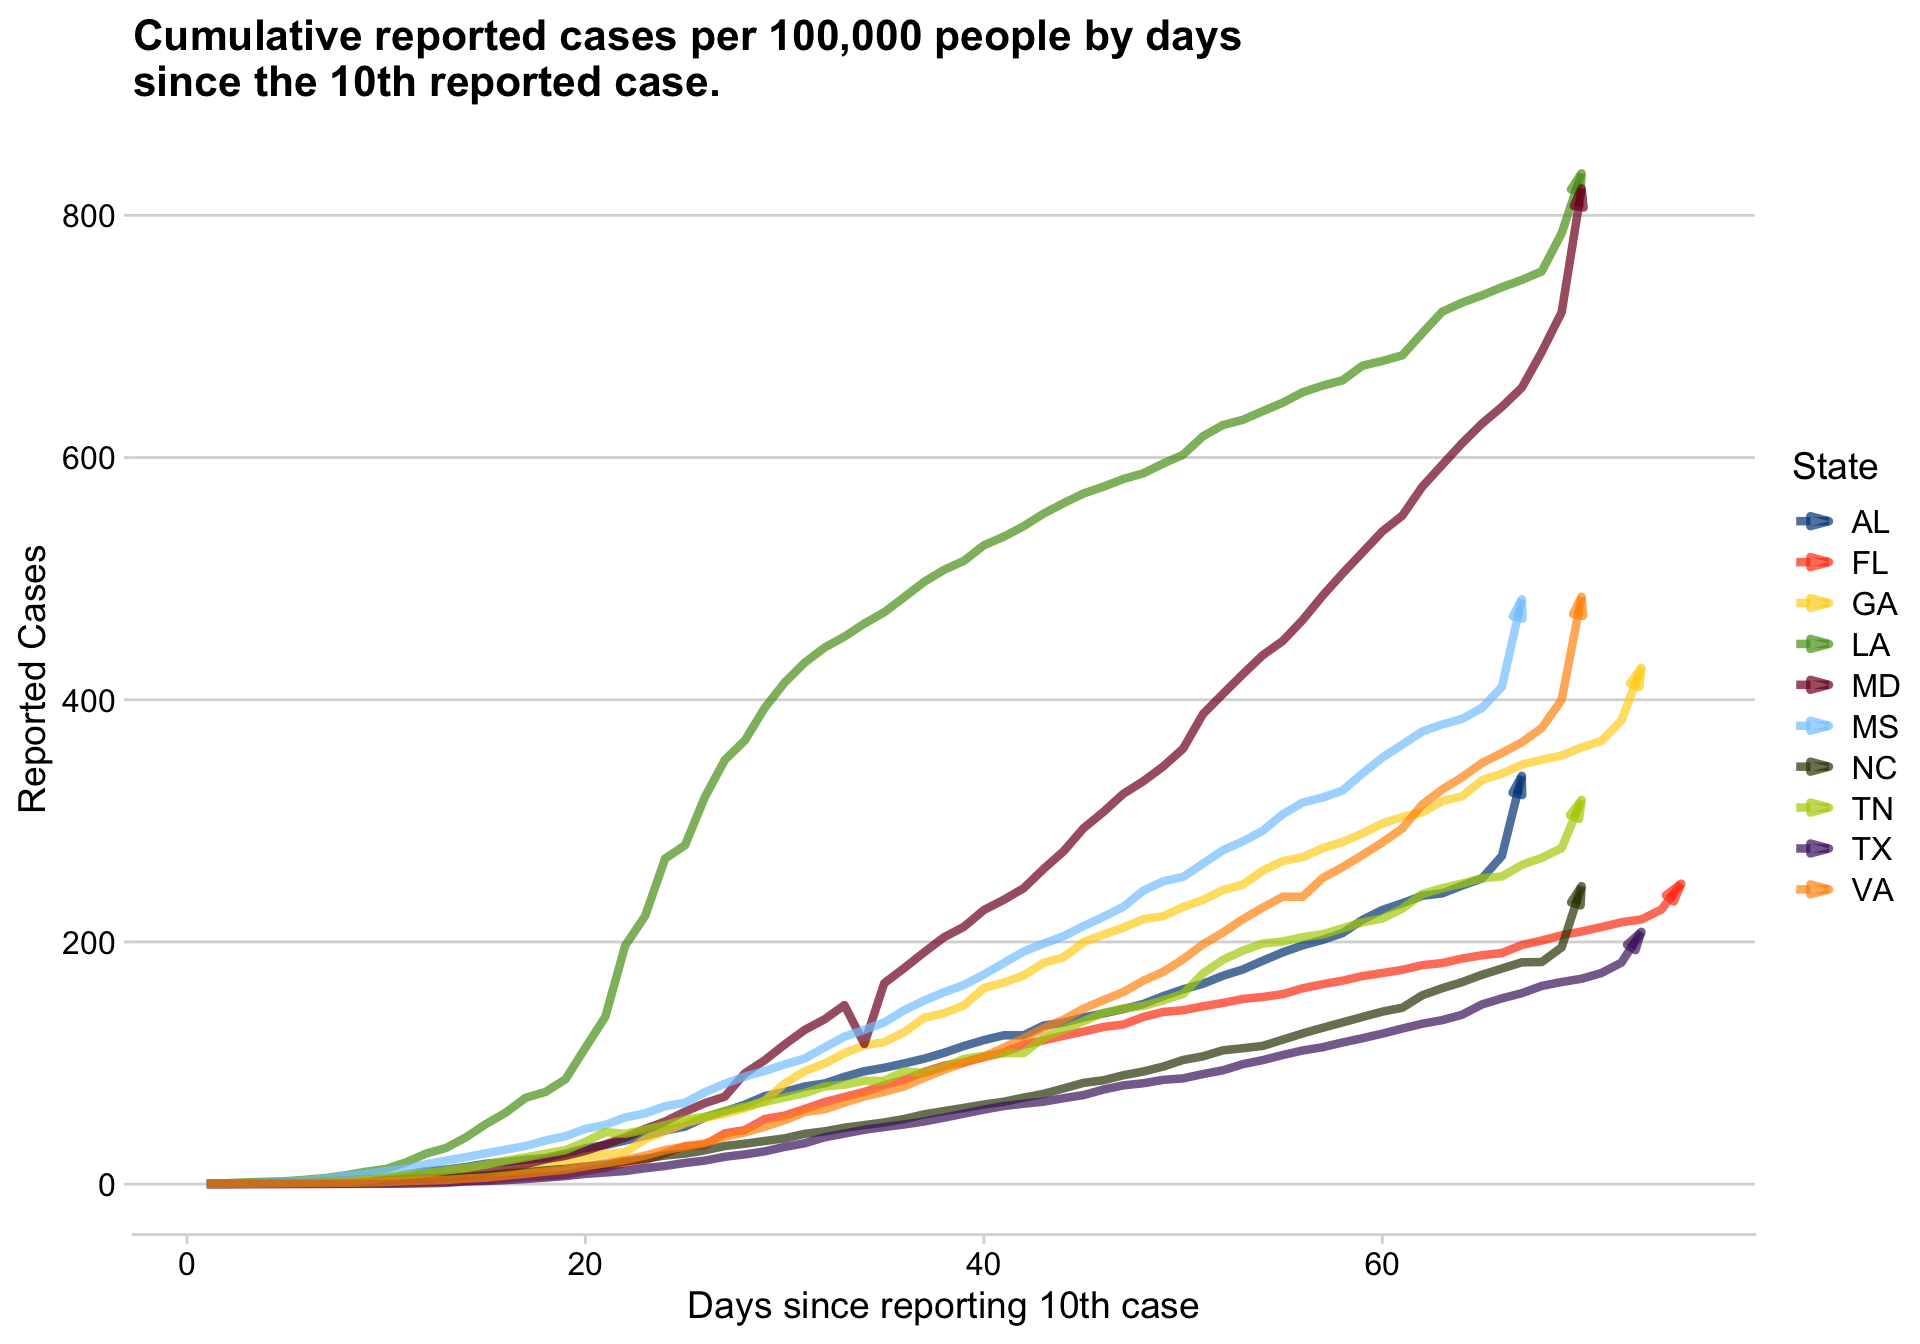 Cumulative reported cases per 100,000 people by days
since the 10th reported case.
800
600
400
200
0
Reported Cases
0
20
40
60
Days since reporting 10th case
State
AL
FL
GA
LA
MD
MS
NC
TN
TX
VA